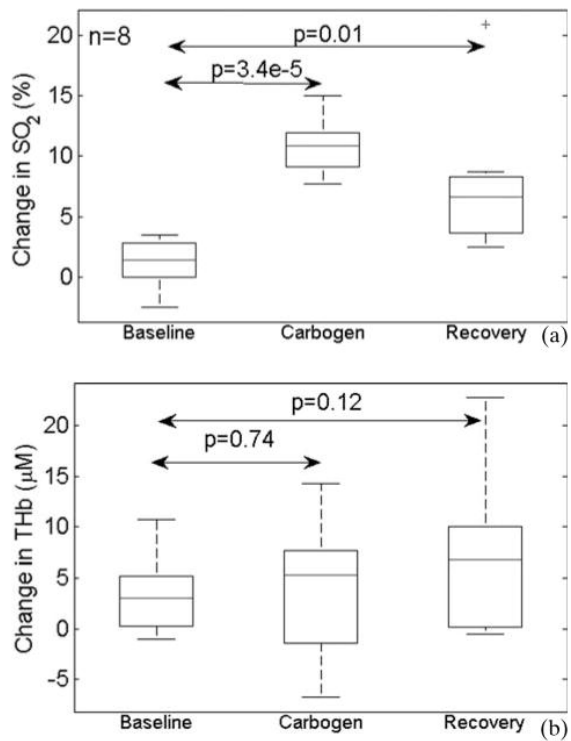 20
n=8
p=0.01
p=3.4e-5
15
10
5
0
Change in SO2 (%)
Baseline Carbogen Recovery (a)
20
p=0.12
p=0.74
15
10
5
0
-5
Change in THb (μM)
Baseline Carbogen Recovery (b)